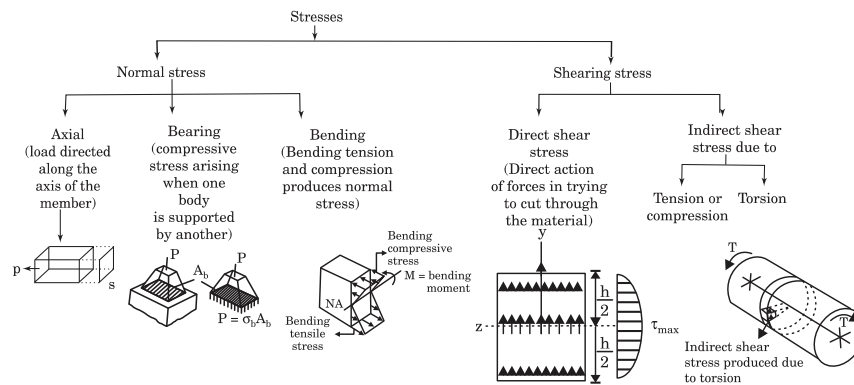 Stresses
Normal stress
Shearing stress
Axial
(load directed
along the
axis of the
member)
Bearing
(compressive
stress arising
when one
body
is supported
by another)
Bending
(Bending tension
and compression
produces normal
stress)
Direct shear
stress
(Direct action
of forces in trying
to cut through
the material)
Indirect shear
stress due to
Tension or
compression
Torsion
p
s
P
A_b
P
P = σ_bA_b
Bending
compressive
stress
M = bending
moment
NA
Bending
tensile
stress
y
z
h/2
h/2
τ_max
T
T
Indirect shear
stress produced due
to torsion